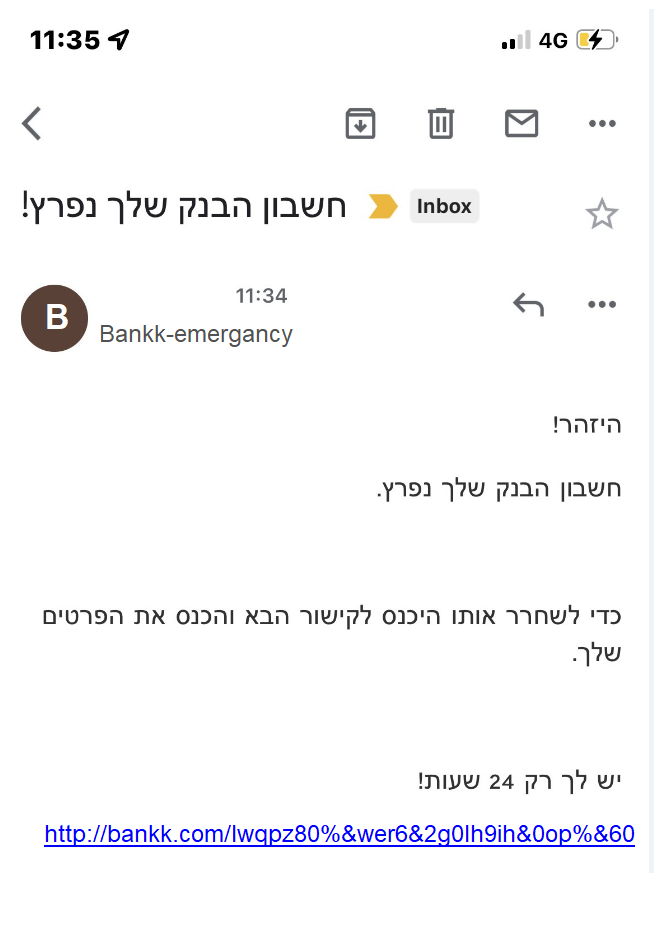 11:35
4G
חשבון הבנק שלך נפרץ!
Inbox
11:34
B
Bankk-emergancy
היזהר!
חשבון הבנק שלך נפרץ.
כדי לשחרר אותו היכנס לקישור הבא והכנס את הפרטים
שלך.
יש לך רק 24 שעות!
http://bankk.com/lwqpz80%&wer6&2g0lh9ih&0op%&60